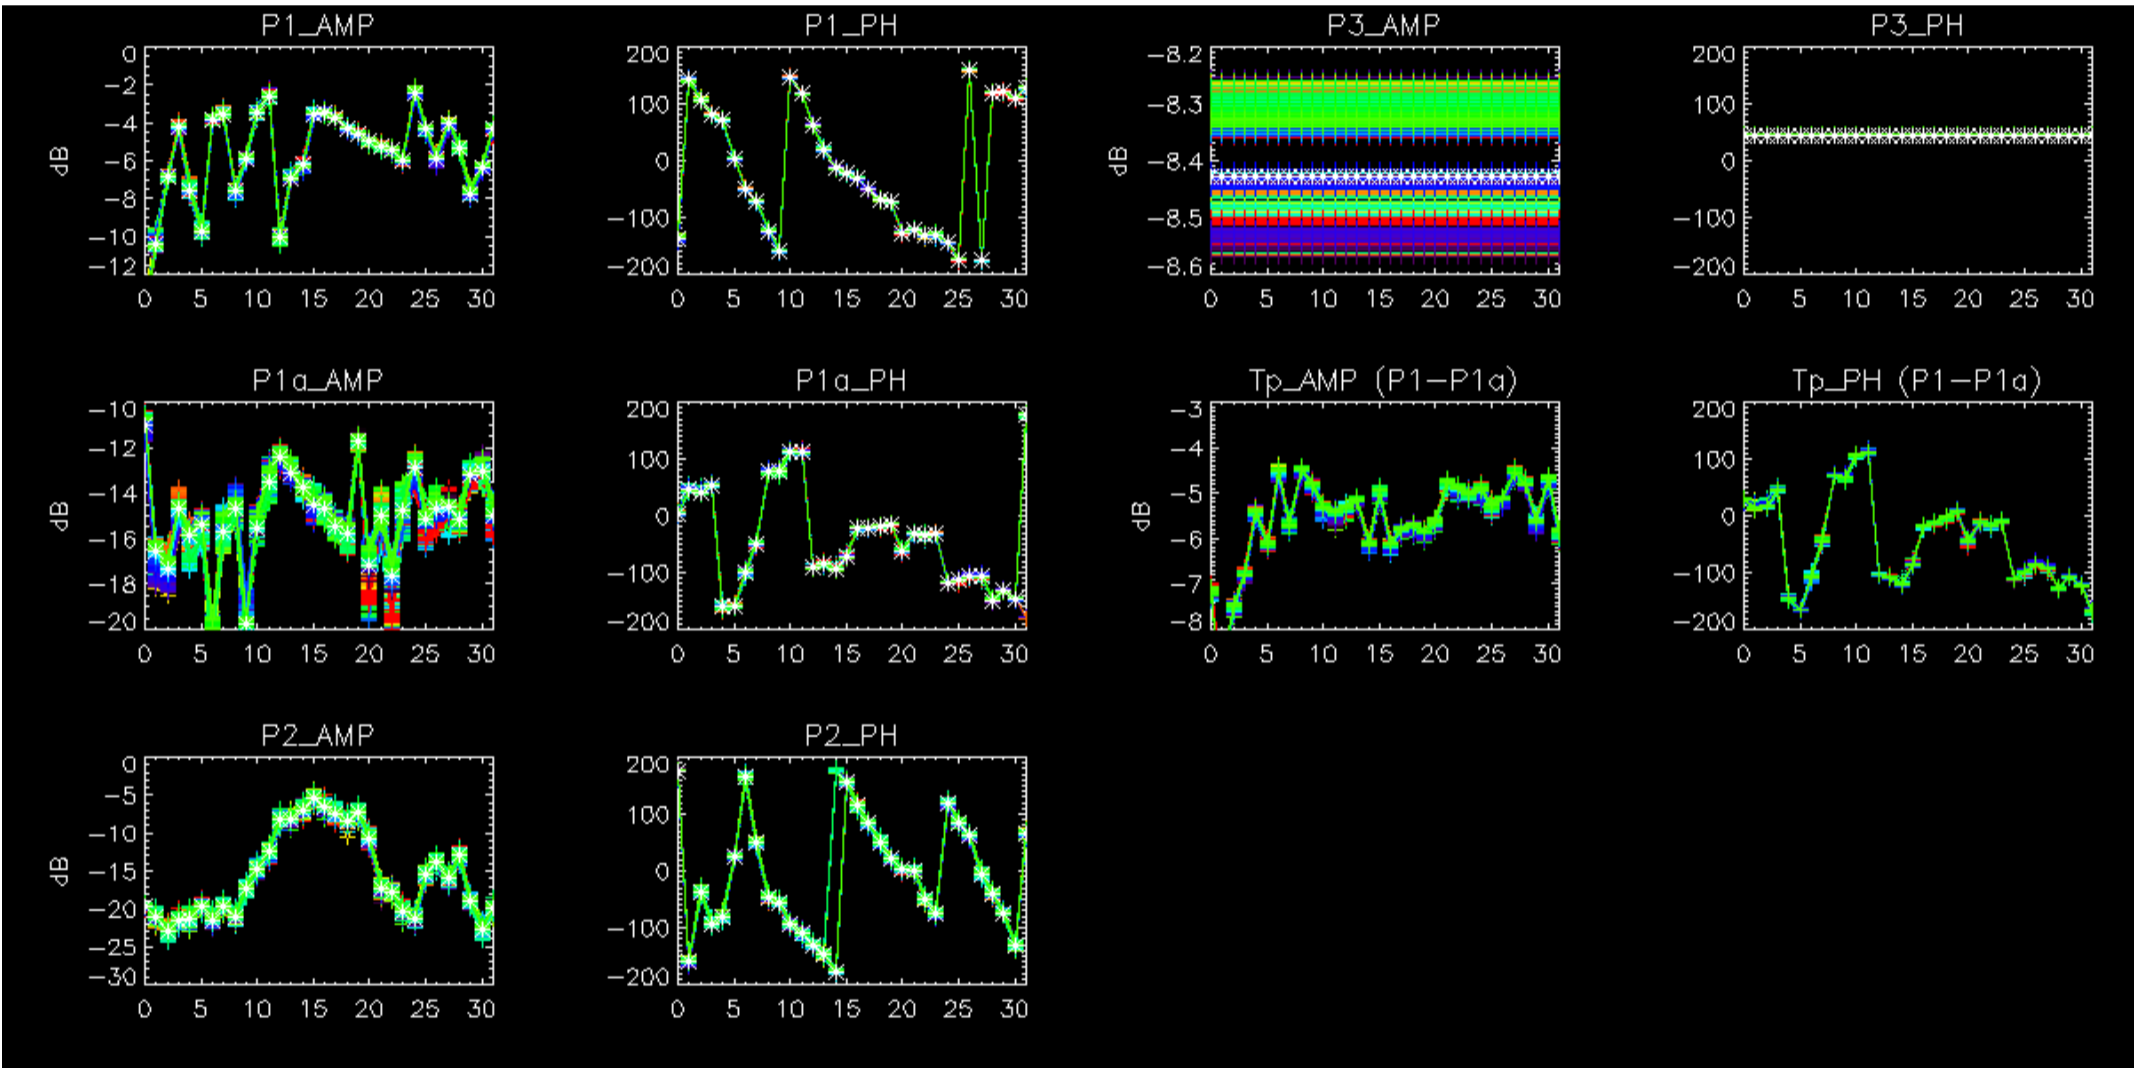 P1_AMP P1_PH P3_AMP P3_PH
0 200 -8.2 200
-2 100 -8.3 100
-4 0 -8.4 0
-6 -100 -8.5 -100
-8 -200 -8.6 -200
-10
-12
dB dB
0 5 10 15 20 25 30 0 5 10 15 20 25 30 0 5 10 15 20 25 30 0 5 10 15 20 25 30
P1a_AMP P1a_PH Tp_AMP (P1-P1a) Tp_PH (P1-P1a)
-10 200 -3 200
-12 100 -4 100
-14 0 -5 0
-16 -100 -6 -100
-18 -200 -7 -200
-20 -8
dB dB
0 5 10 15 20 25 30 0 5 10 15 20 25 30 0 5 10 15 20 25 30 0 5 10 15 20 25 30
P2_AMP P2_PH
0 200
-5 100
-10 0
-15 -100
-20 -200
-25
-30
dB
0 5 10 15 20 25 30 0 5 10 15 20 25 30